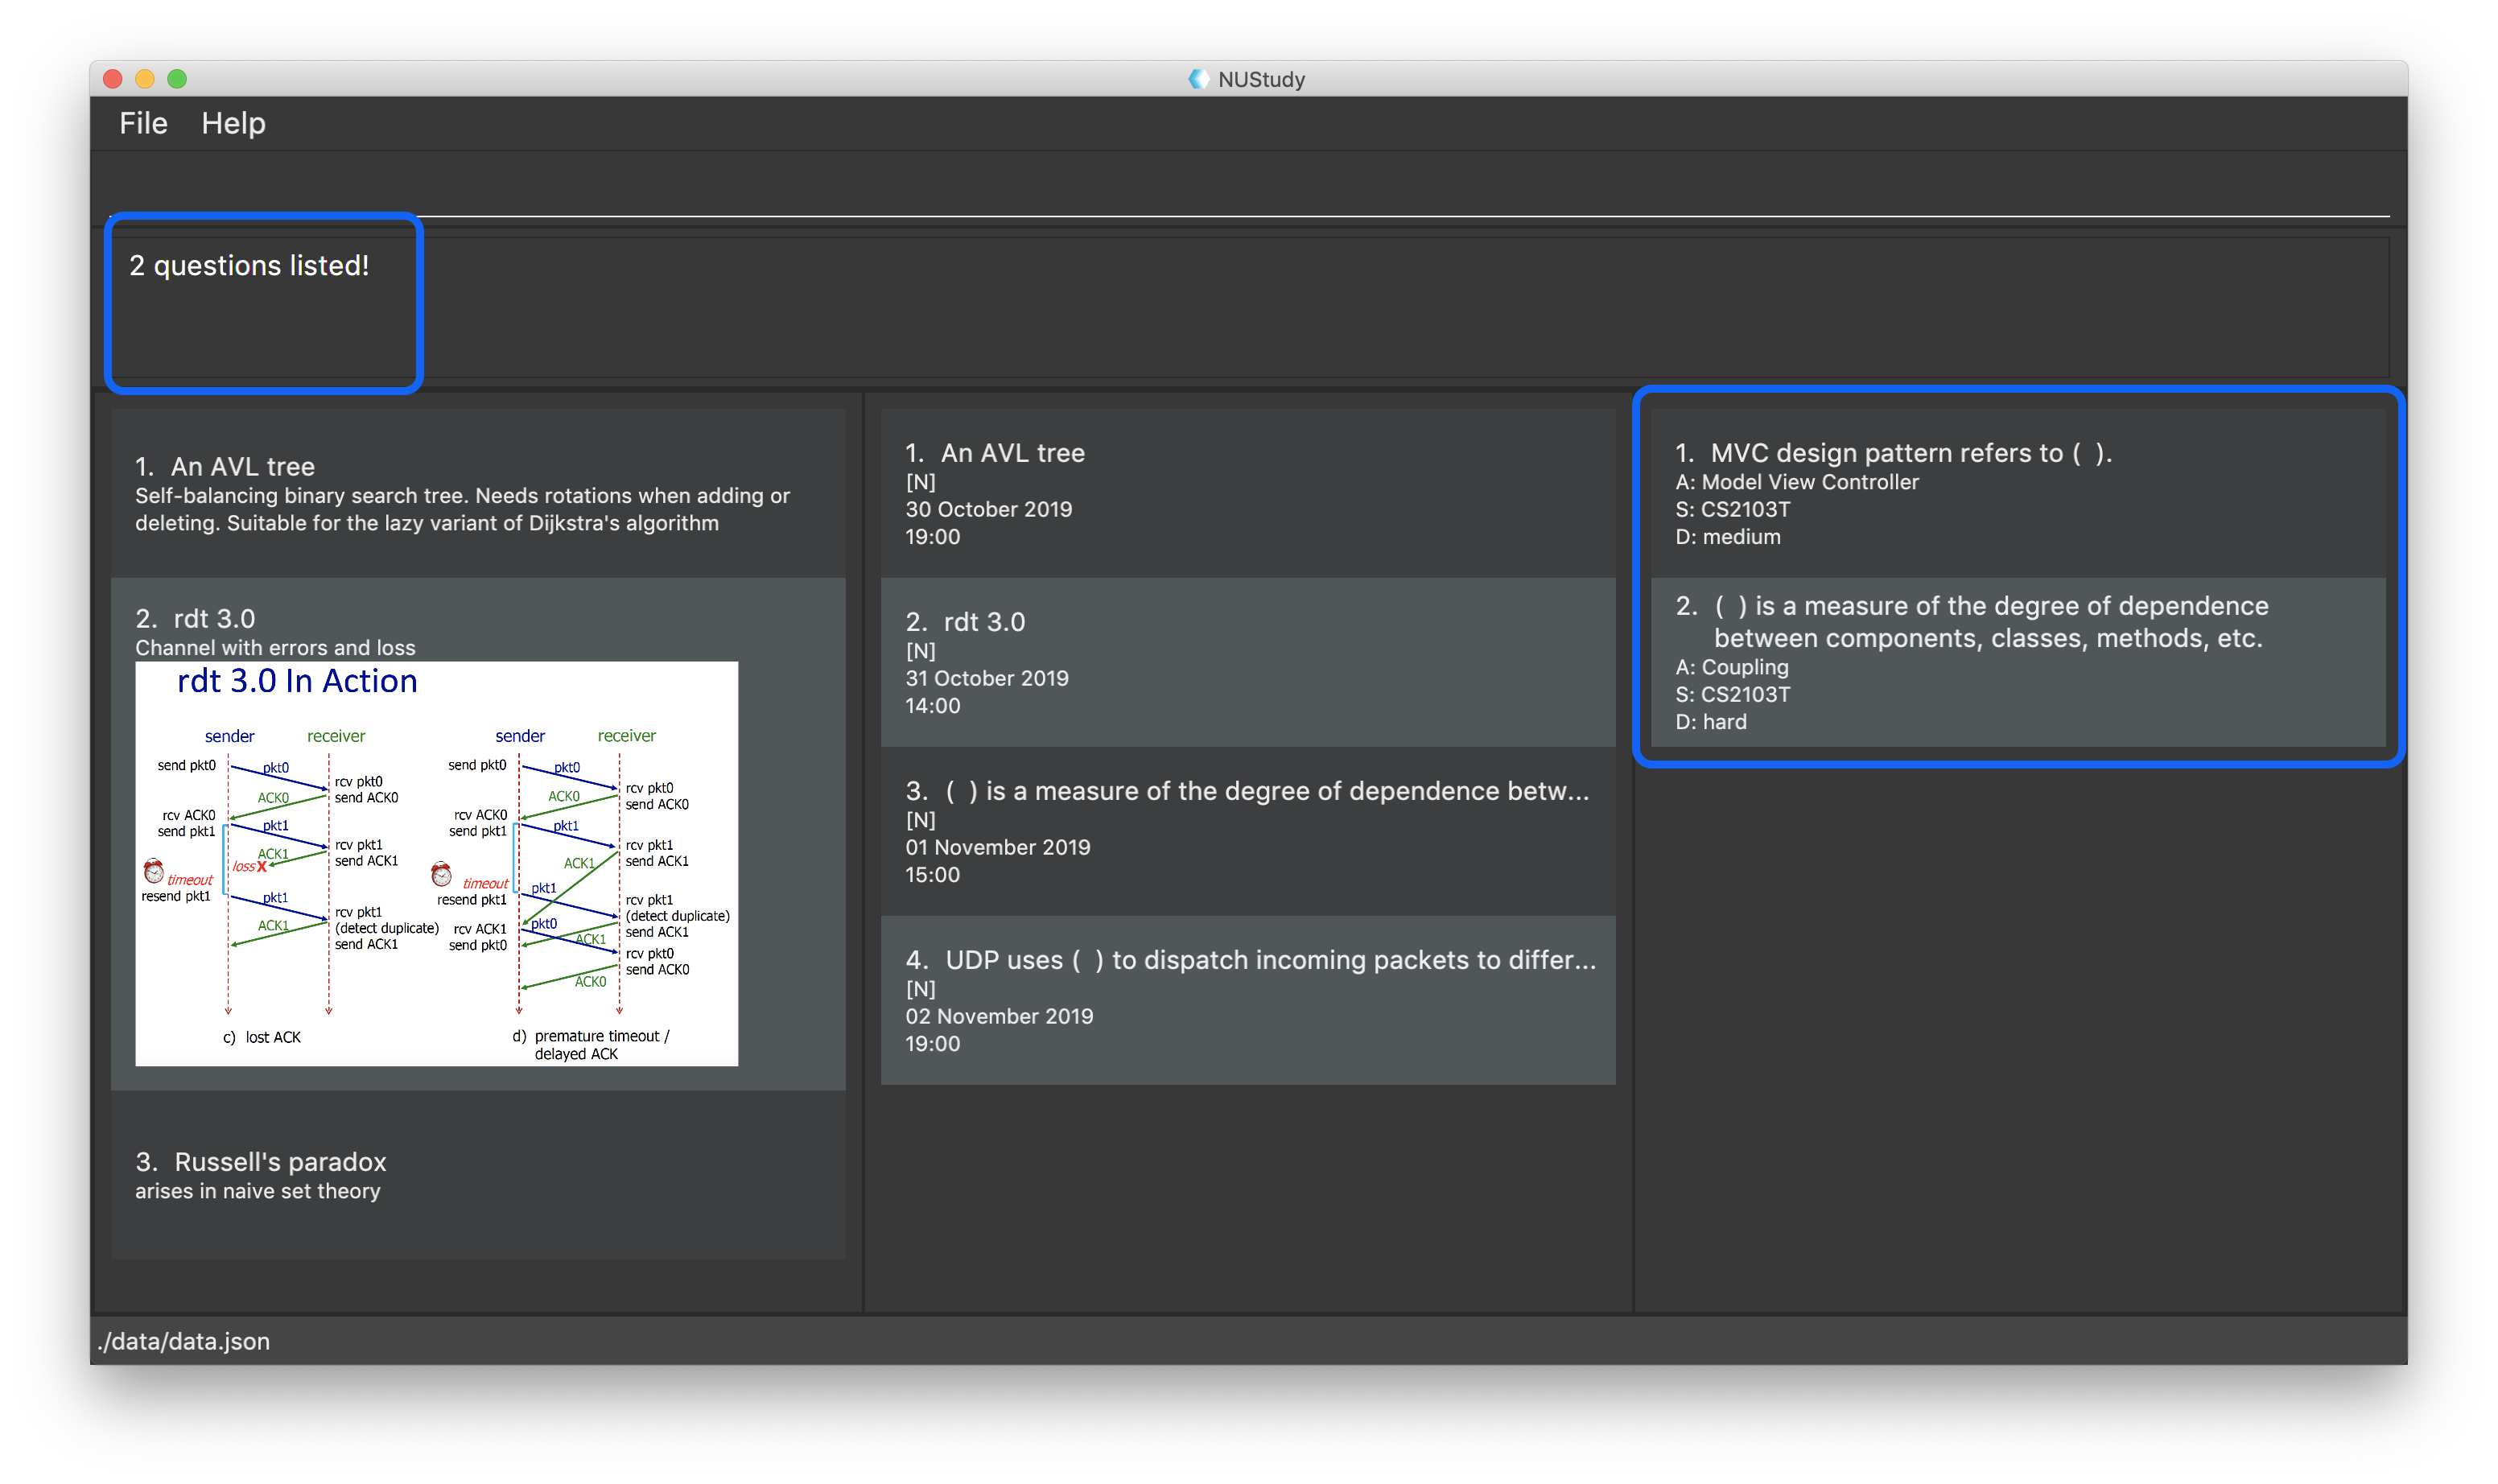 NUStudy
File Help
2 questions listed!
1. An AVL tree
Self-balancing binary search tree. Needs rotations when adding or
deleting. Suitable for the lazy variant of Dijkstra's algorithm
2. rdt 3.0
Channel with errors and loss
rdt 3.0 In Action
sender receiver
send pkt0
pkt0
rcv pkt0
send ACK0
ACK0
rcv ACK0
send pkt1
pkt1
rcv pkt1
send ACK1
ACK1
loss X
timeout
resend pkt1
pkt1
rcv pkt1
(detect duplicate)
send ACK1
ACK1
c) lost ACK
sender receiver
send pkt0
pkt0
rcv pkt0
send ACK0
ACK0
rcv ACK0
send pkt1
pkt1
rcv pkt1
send ACK1
ACK1
timeout
resend pkt1
pkt1
rcv pkt1
(detect duplicate)
send ACK1
rcv ACK1
send pkt0
pkt0
ACK1
rcv pkt0
send ACK0
ACK0
d) premature timeout /
delayed ACK
3. Russell's paradox
arises in naive set theory
1. An AVL tree
[N]
30 October 2019
19:00
2. rdt 3.0
[N]
31 October 2019
14:00
3. ( ) is a measure of the degree of dependence betw...
[N]
01 November 2019
15:00
4. UDP uses ( ) to dispatch incoming packets to differ...
[N]
02 November 2019
19:00
1. MVC design pattern refers to ( ).
A: Model View Controller
S: CS2103T
D: medium
2. ( ) is a measure of the degree of dependence
between components, classes, methods, etc.
A: Coupling
S: CS2103T
D: hard
./data/data.json